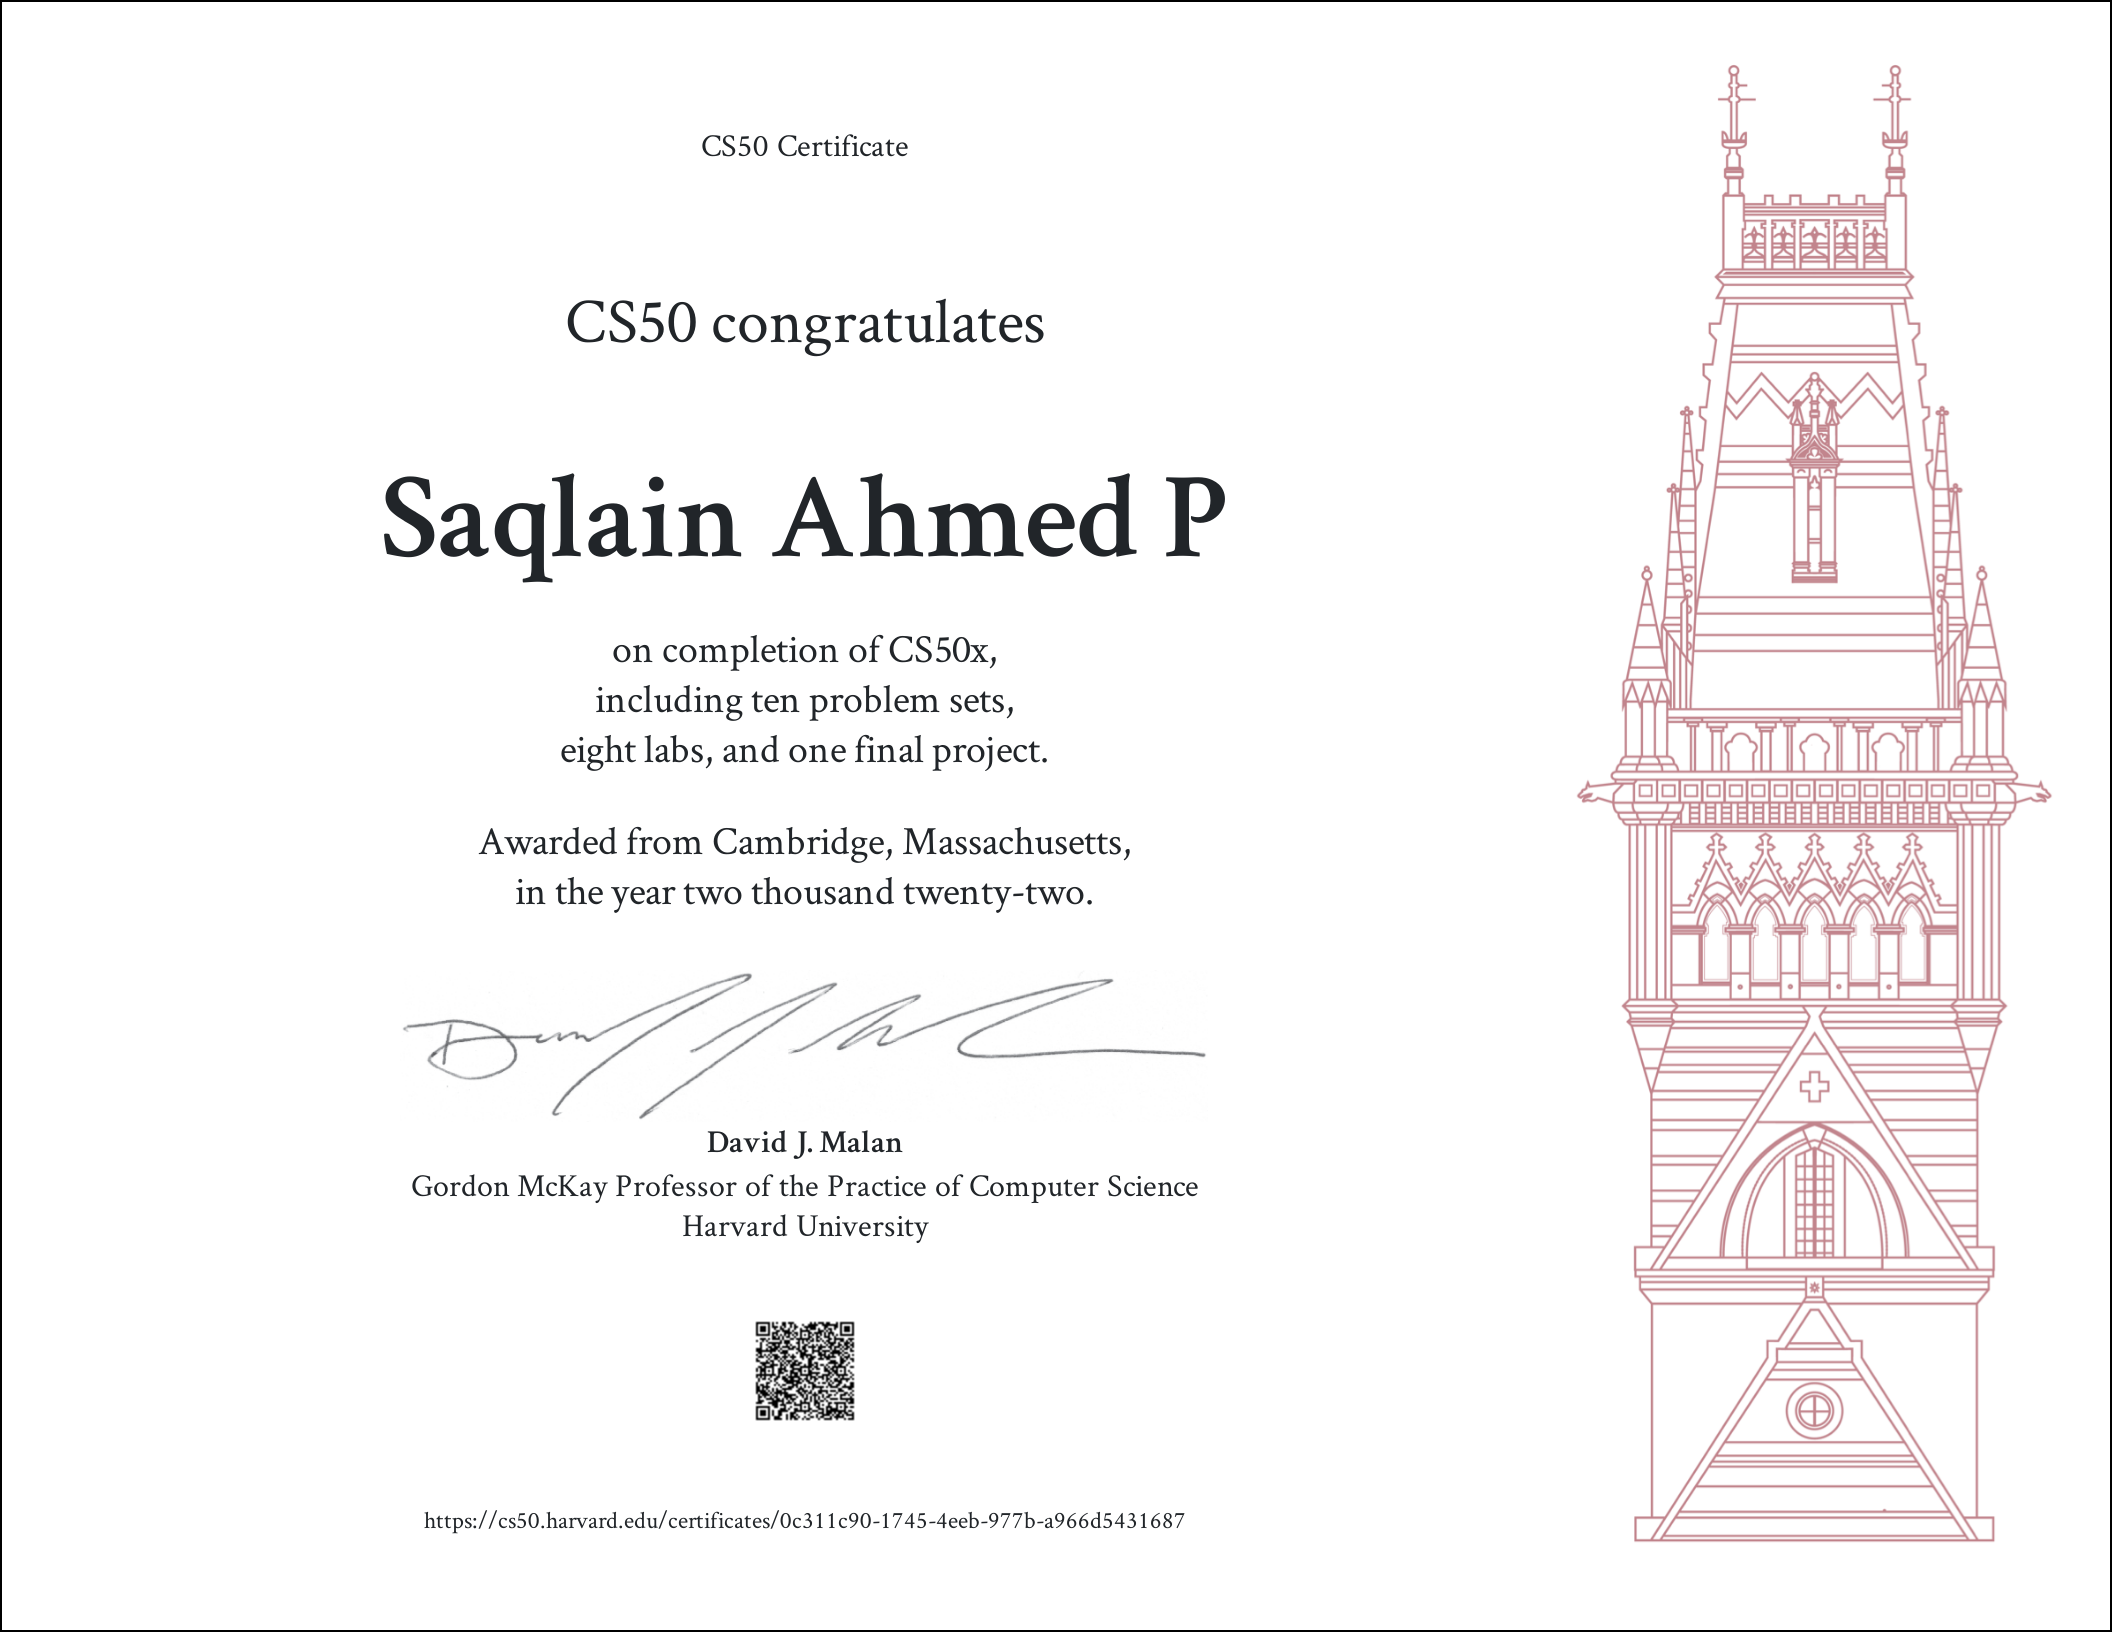 CS50 Certificate
CS50 congratulates
Saqlain Ahmed P
on completion of CS50x,
including ten problem sets,
eight labs, and one final project.
Awarded from Cambridge, Massachusetts,
in the year two thousand twenty-two.
David J. Malan
Gordon McKay Professor of the Practice of Computer Science
Harvard University
https://cs50.harvard.edu/certificates/0c311c90-1745-4eeb-977b-a966d5431687